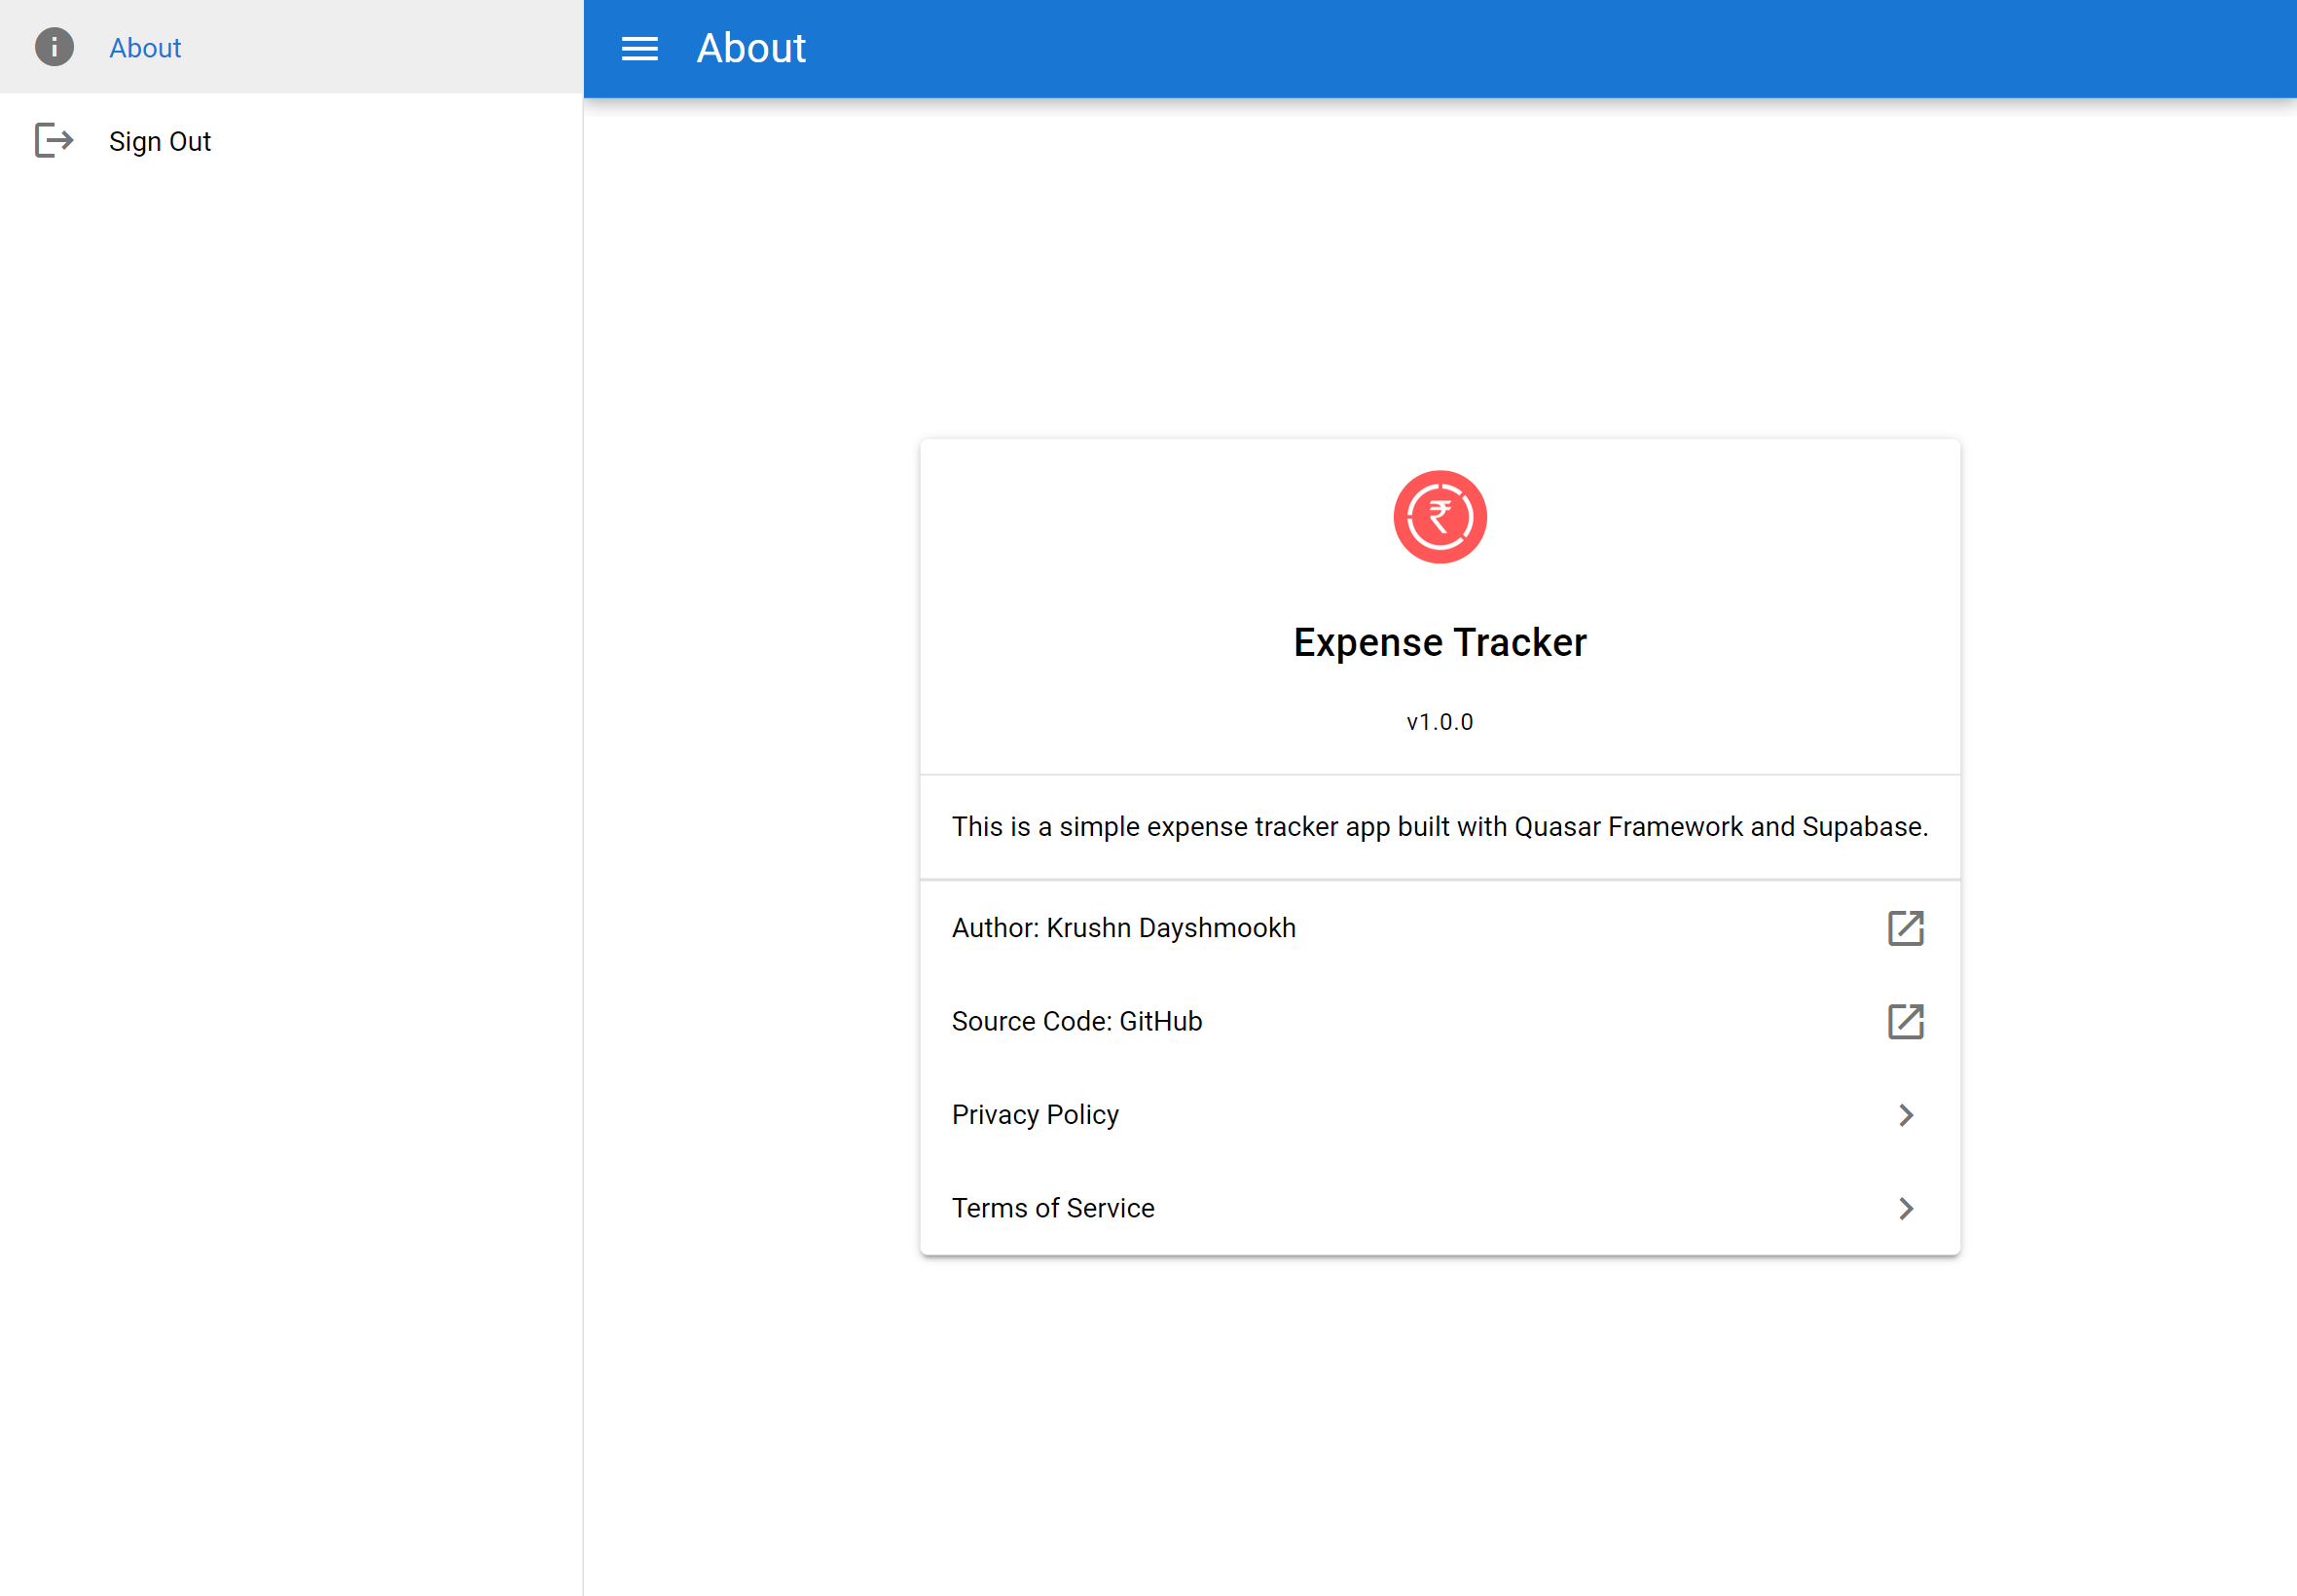 About
Sign Out
About
₹
Expense Tracker
v1.0.0
This is a simple expense tracker app built with Quasar Framework and Supabase.
Author: Krushn Dayshmookh
Source Code: GitHub
Privacy Policy
Terms of Service